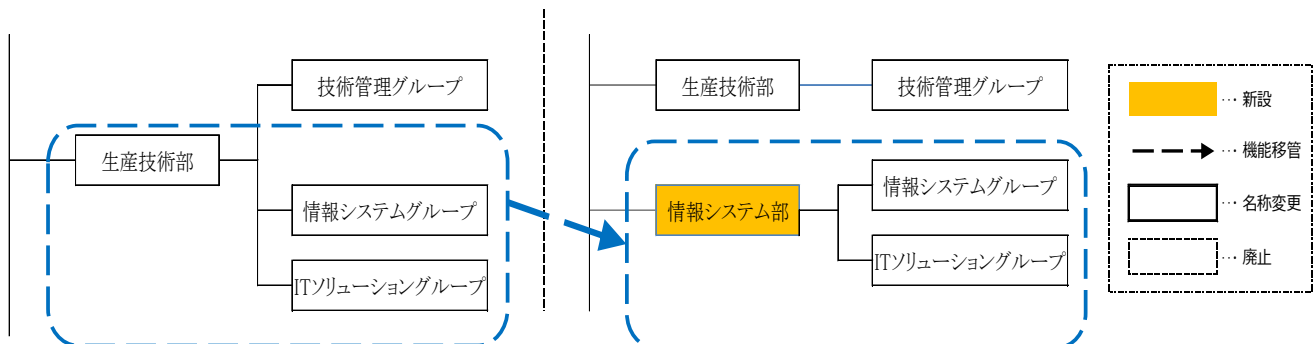 技術管理グループ
生産技術部
情報システムグループ
ITソリューショングループ
生産技術部
技術管理グループ
情報システム部
情報システムグループ
ITソリューショングループ
… 新設
… 機能移管
… 名称変更
… 廃止